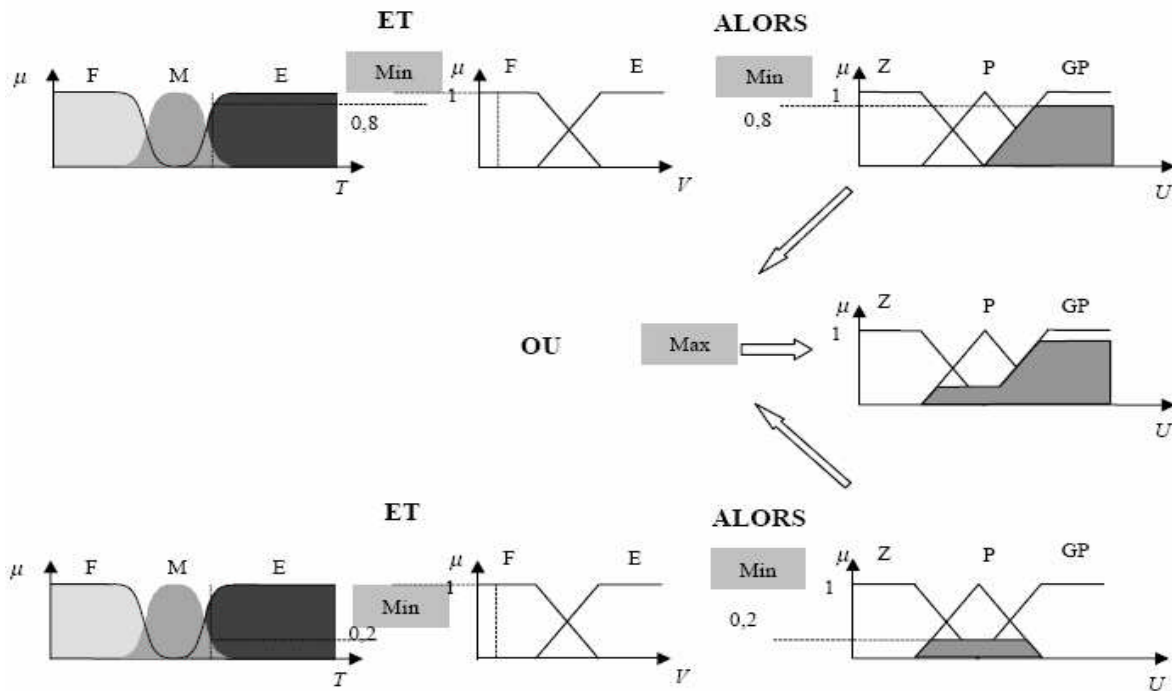 ET
ALORS
μ F M E
Min
μ F E
Min
μ Z P GP
1
1
0,8
0,8
T
V
U
μ Z P GP
1
OU
Max
U
ET
ALORS
μ F M E
Min
μ F E
Min
μ Z P GP
1
1
0,2
0,2
T
V
U